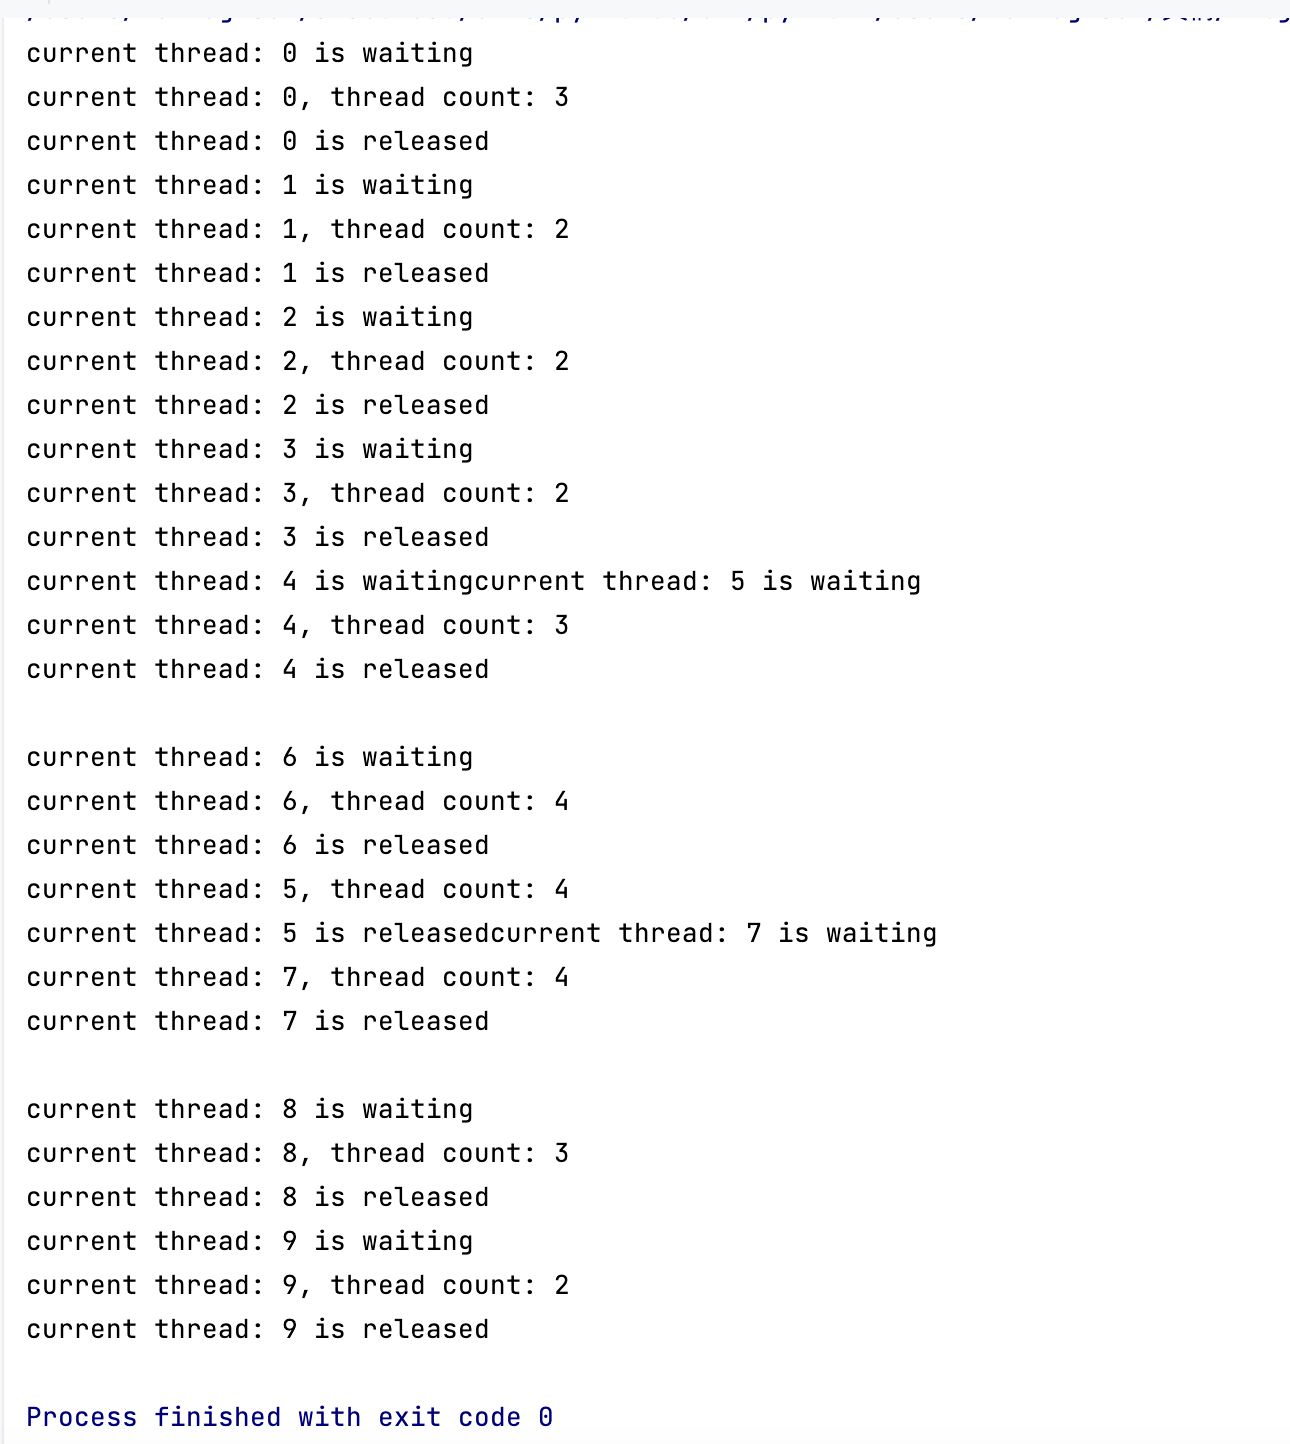 current thread: 0 is waiting
current thread: 0, thread count: 3
current thread: 0 is released
current thread: 1 is waiting
current thread: 1, thread count: 2
current thread: 1 is released
current thread: 2 is waiting
current thread: 2, thread count: 2
current thread: 2 is released
current thread: 3 is waiting
current thread: 3, thread count: 2
current thread: 3 is released
current thread: 4 is waitingcurrent thread: 5 is waiting
current thread: 4, thread count: 3
current thread: 4 is released
current thread: 6 is waiting
current thread: 6, thread count: 4
current thread: 6 is released
current thread: 5, thread count: 4
current thread: 5 is releasedcurrent thread: 7 is waiting
current thread: 7, thread count: 4
current thread: 7 is released
current thread: 8 is waiting
current thread: 8, thread count: 3
current thread: 8 is released
current thread: 9 is waiting
current thread: 9, thread count: 2
current thread: 9 is released
Process finished with exit code 0